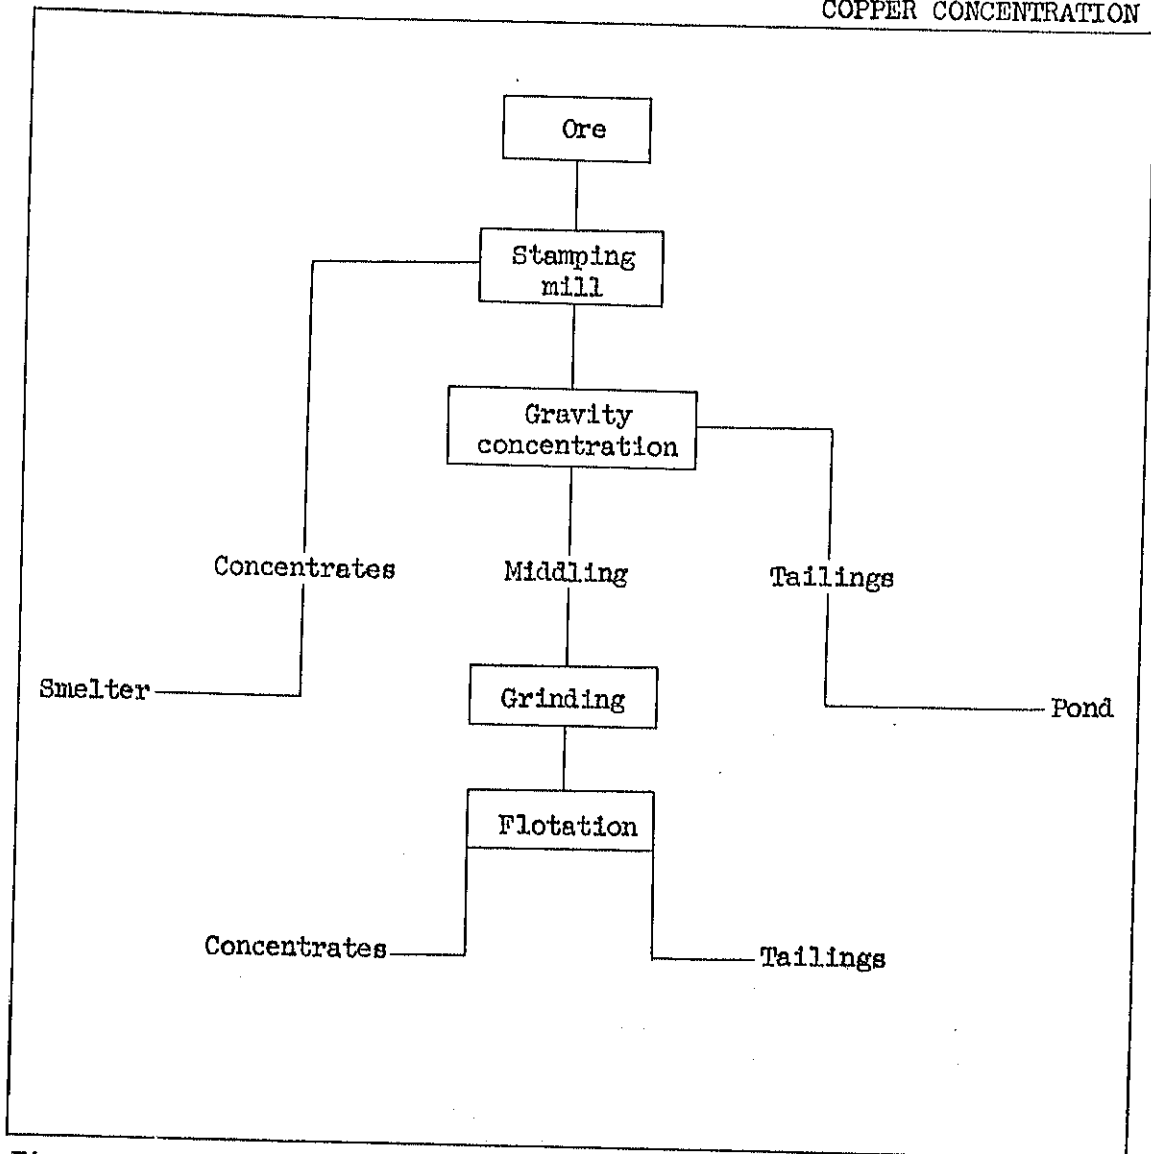 COPPER CONCENTRATION
Ore
Stamping
mill
Gravity
concentration
Concentrates
Middling
Tailings
Smelter
Grinding
Pond
Flotation
Concentrates
Tailings